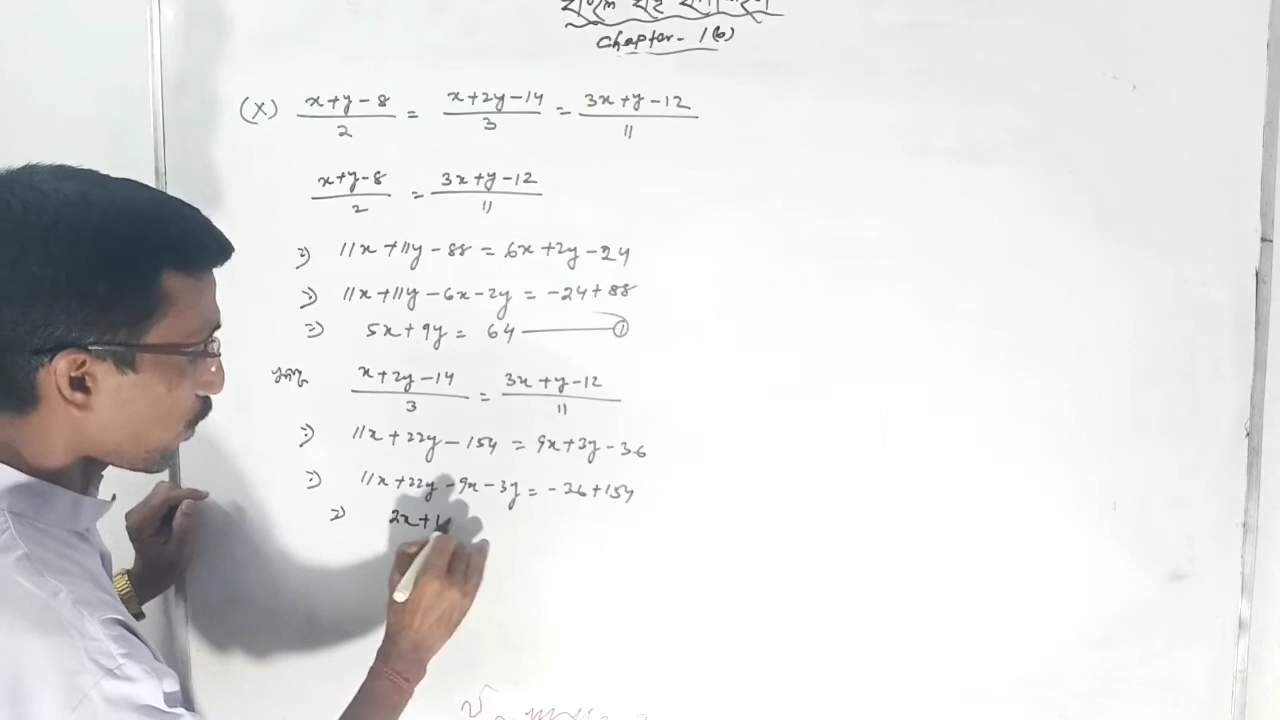 Chapter - 1(b)
(x) x+y-8/2 = x+2y-14/3 = 3x+y-12/11
x+y-8/2 = 3x+y-12/11
⇒ 11x+11y-88 = 6x+2y-24
⇒ 11x+11y-6x-2y = -24+88
⇒ 5x+9y = 64 ①
x+2y-14/3 = 3x+y-12/11
⇒ 11x+22y-154 = 9x+3y-36
⇒ 11x+22y-9x-3y = -36+154
⇒ 2x+1